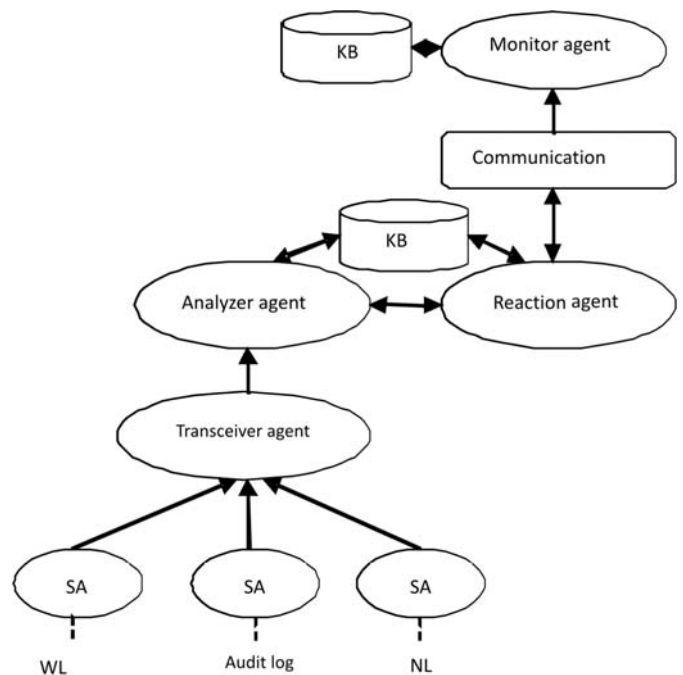 KB
Monitor agent
Communication
KB
Analyzer agent
Reaction agent
Transceiver agent
SA
SA
SA
WL
Audit log
NL